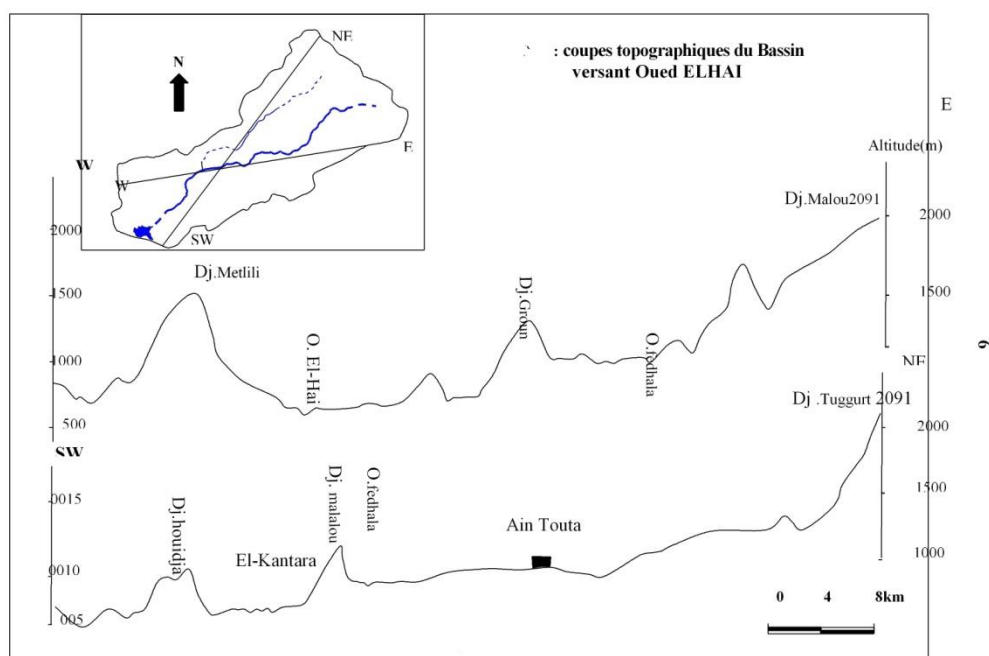 NE
N
W
E
SW
: coupes topographiques du Bassin
versant Oued ELHAI
E
Altitude(m)
W
2000
1500
1000
500
Dj.Metlili
O. El-Hai
Dj.Groun
O.fedhala
Dj.Malou2091
2000
1500
1000
NE
Dj .Tuggurt 2091
2000
1500
1000
SW
0015
0010
005
Dj.houidja
El-Kantara
Dj. malalou
O.fedhala
Ain Touta
0 4 8km
6